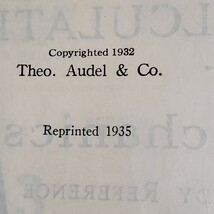 Copyrighted 1932
Theo. Audel & Co.
Reprinted 1935